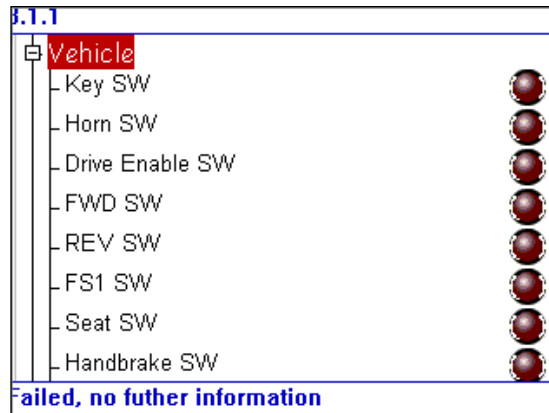 3.1.1
Vehicle
Key SW
Horn SW
Drive Enable SW
FWD SW
REV SW
FS1 SW
Seat SW
Handbrake SW
Failed, no futher information